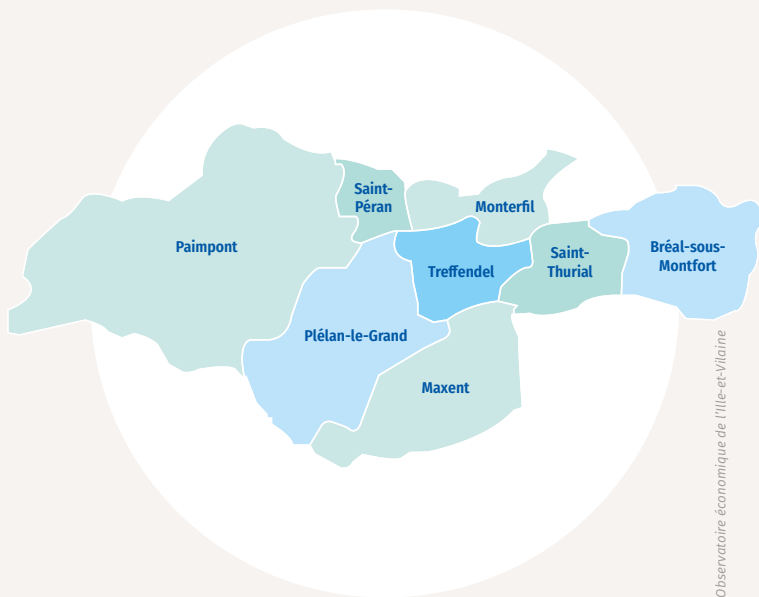 Saint-
Péran
Monterfil
Paimpont
Treffendel
Saint-
Thurial
Bréal-sous-
Montfort
Plélan-le-Grand
Maxent
Observatoire économique de l'Ille-et-Vilaine